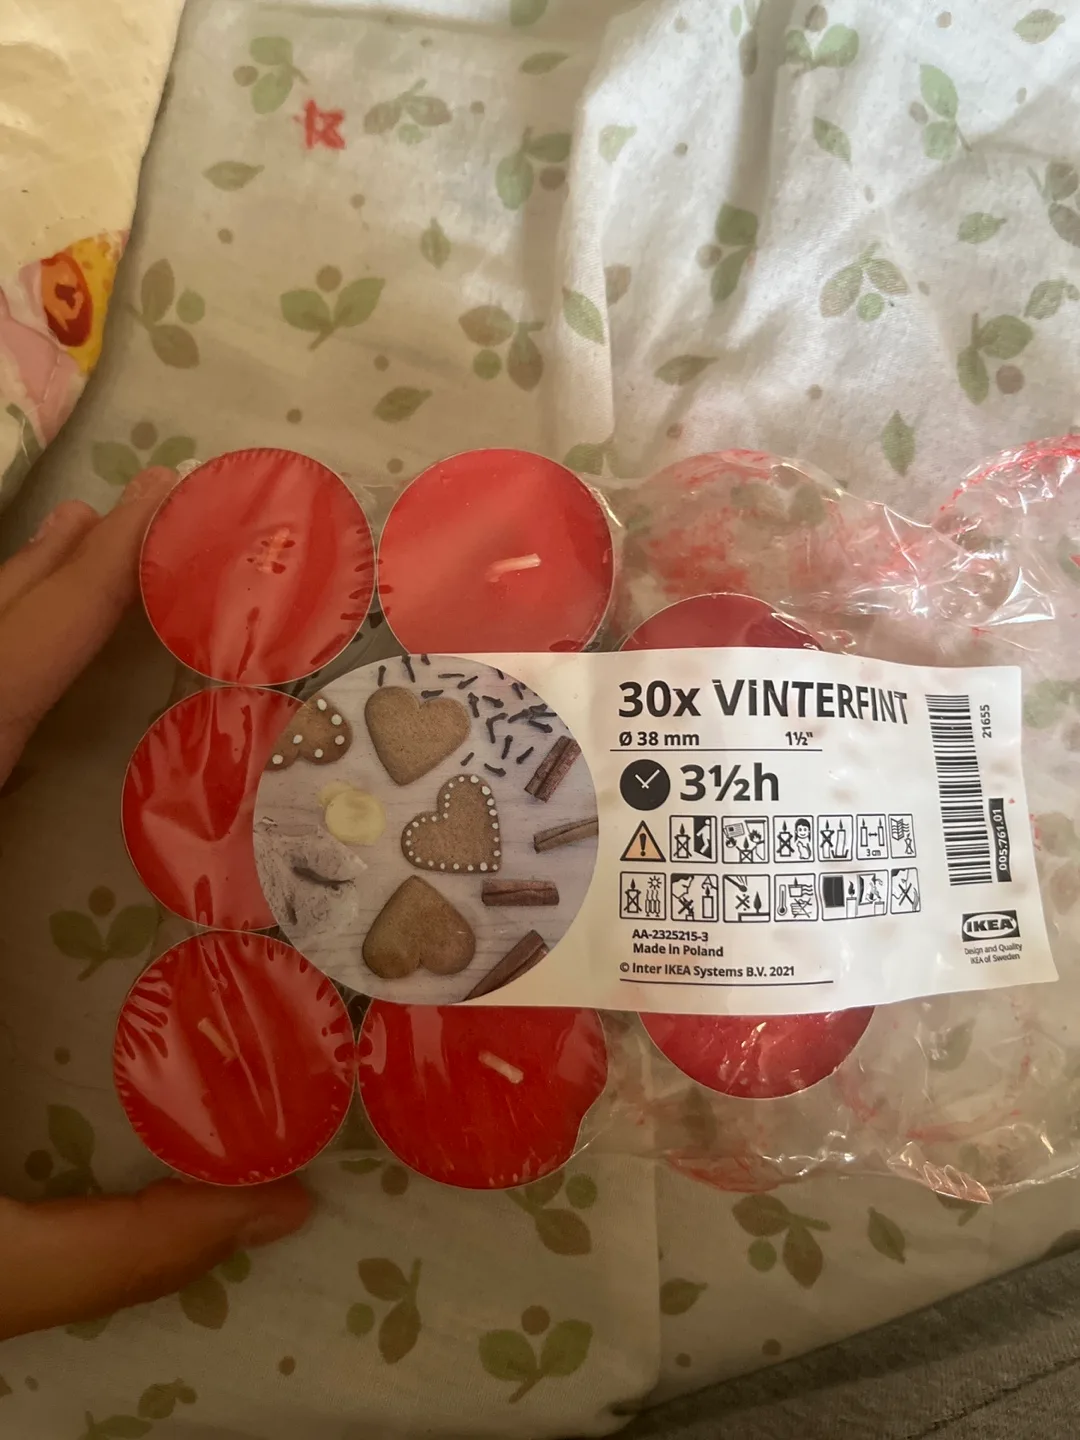 30x VINTERFINT
Ø 38 mm 1½"
3½h
3 cm
AA-2325215-3
Made in Poland
© Inter IKEA Systems B.V. 2021
21655
005.761.01
IKEA
Design and Quality
IKEA of Sweden